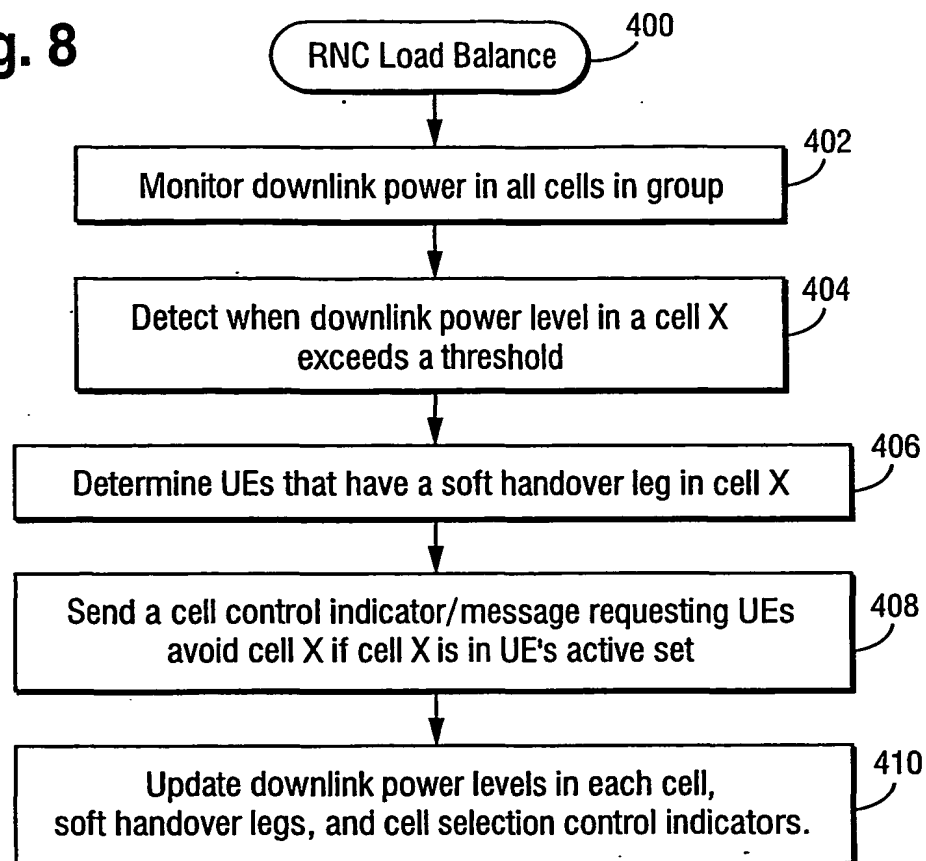 g. 8
RNC Load Balance
400
402
Monitor downlink power in all cells in group
404
Detect when downlink power level in a cell X
exceeds a threshold
406
Determine UEs that have a soft handover leg in cell X
Send a cell control indicator/message requesting UEs
avoid cell X if cell X is in UE's active set
408
Update downlink power levels in each cell,
soft handover legs, and cell selection control indicators.
410